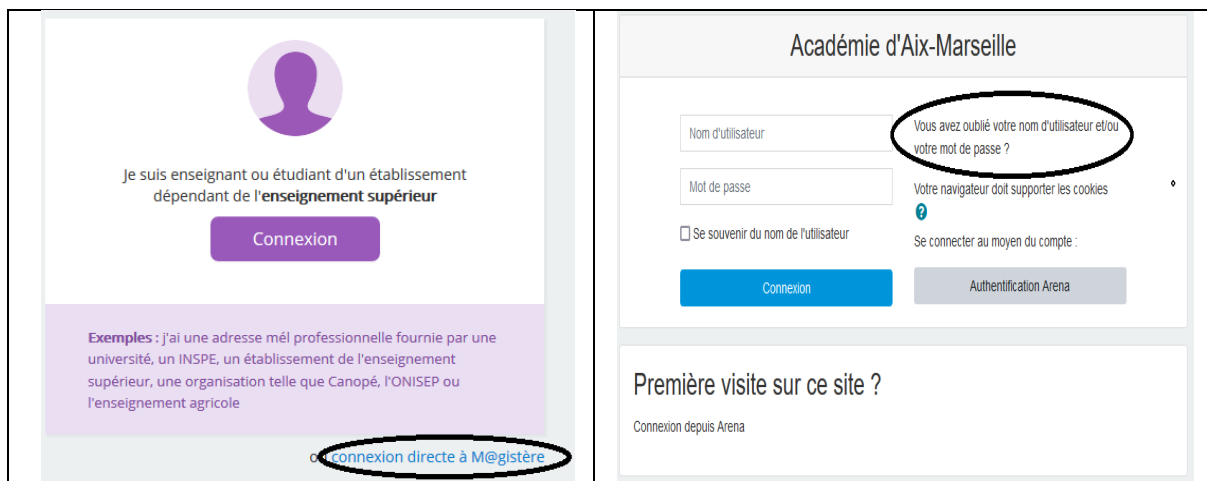 Je suis enseignant ou étudiant d'un établissement
dépendant de l'enseignement supérieur
Connexion
Exemples : j'ai une adresse mél professionnelle fournie par une
université, un INSPE, un établissement de l'enseignement
supérieur, une organisation telle que Canopé, l'ONISEP ou
l'enseignement agricole
connexion directe à M@gistère
Académie d'Aix-Marseille
Nom d'utilisateur
Vous avez oublié votre nom d'utilisateur et/ou
votre mot de passe ?
Mot de passe
Votre navigateur doit supporter les cookies
?
Se souvenir du nom de l'utilisateur
Se connecter au moyen du compte :
Connexion
Authentification Arena
Première visite sur ce site ?
Connexion depuis Arena